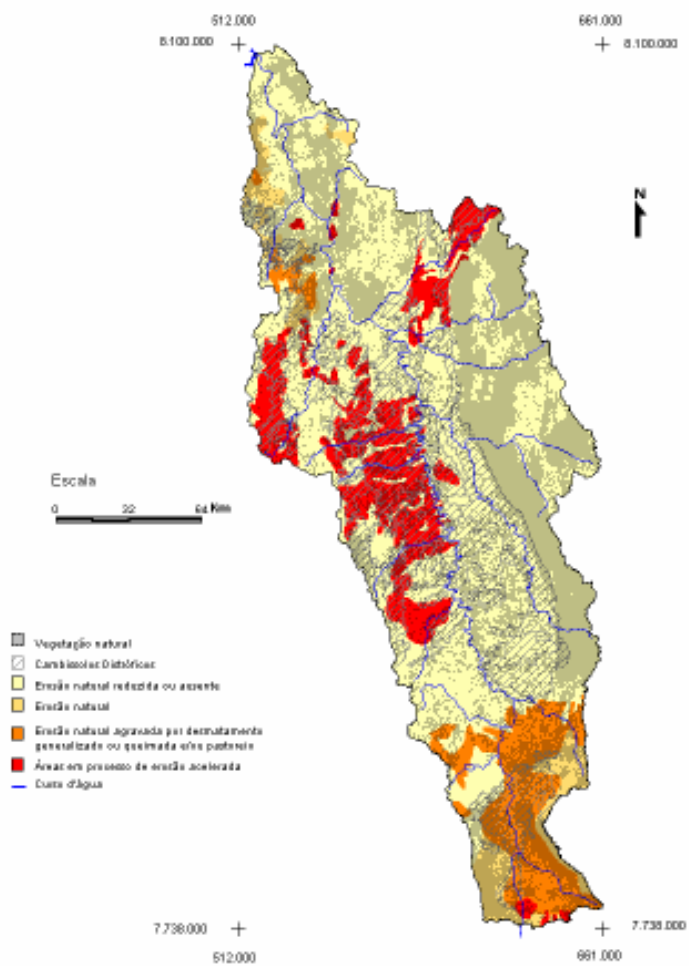 512.000 661.000
8.100.000 8.100.000
N
Escala
0 32 64 Km
Vegetação natural
Cambissolos Distróficos
Erosão natural reduzida ou ausente
Erosão natural
Erosão natural agravada por desmatamento
generalizado ou queimada e/ou pastoreio
Áreas em processo de erosão acelerada
Curso d'Água
7.738.000 7.738.000
512.000 661.000